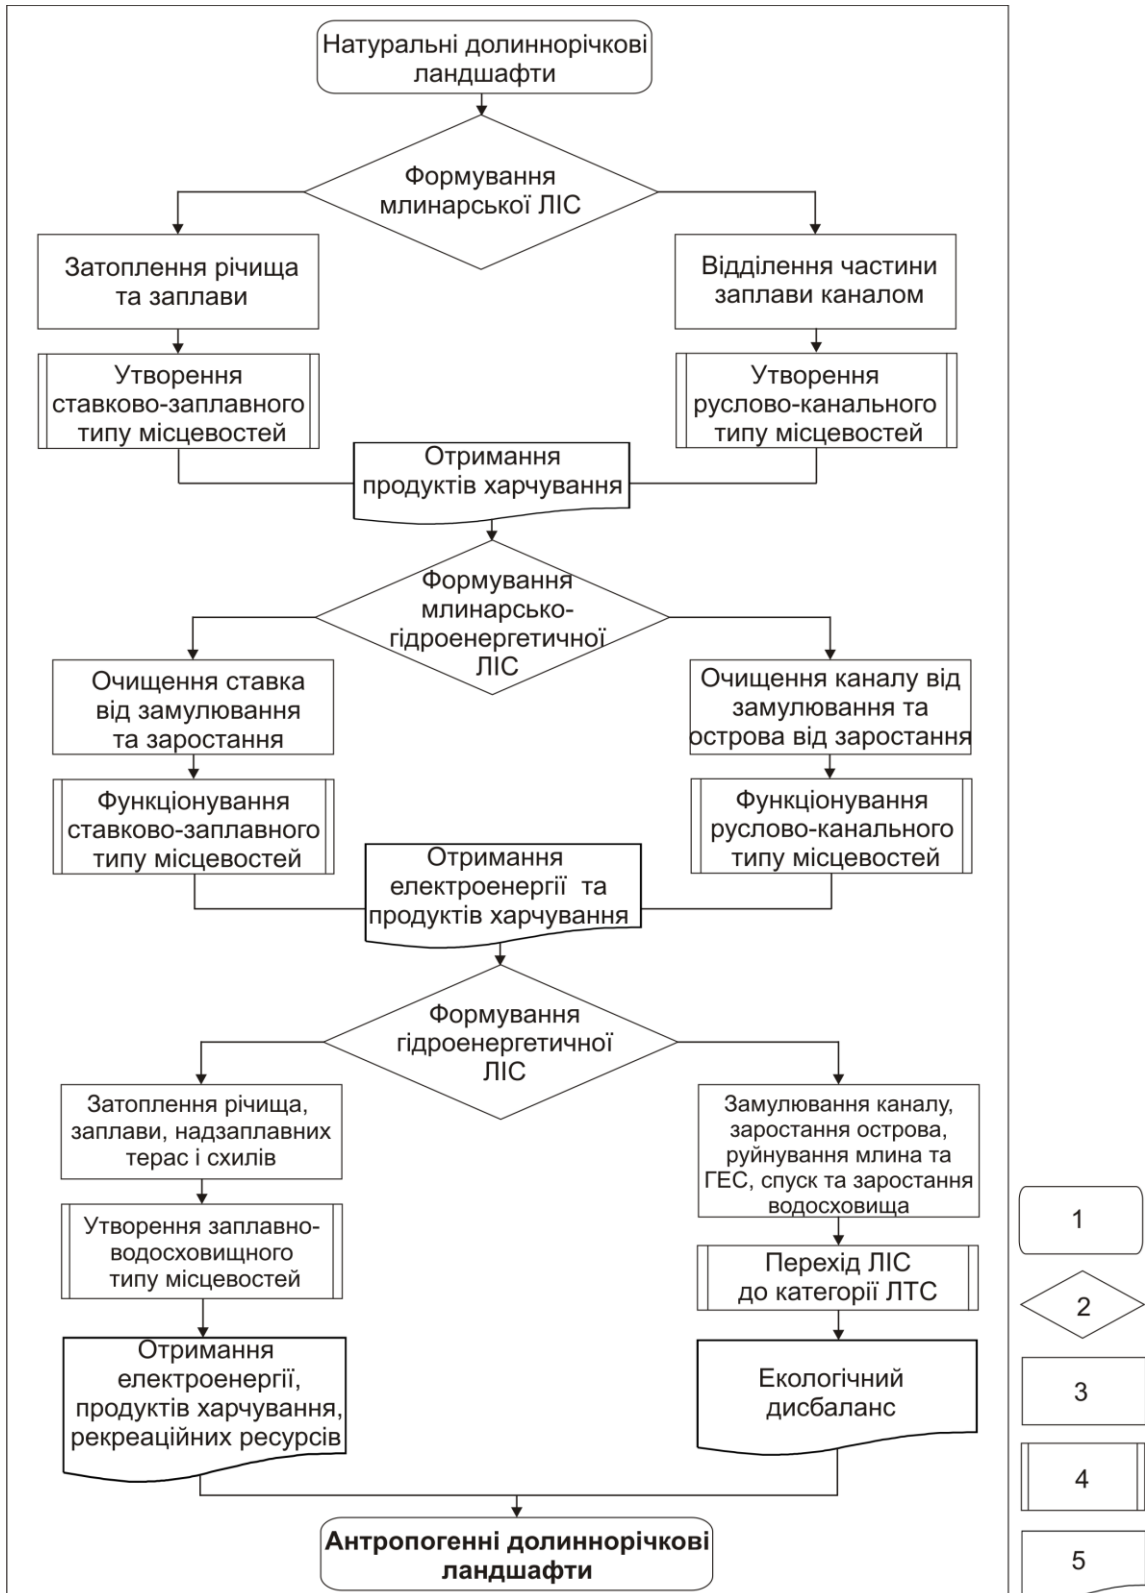 Натуральні долиннорічкові
ландшафти
Формування
млинарської ЛІС
Затоплення річища
та заплави
Відділення частини
заплави каналом
Утворення
ставково-заплавного
типу місцевостей
Утворення
руслово-канального
типу місцевостей
Отримання
продуктів харчування
Формування
млинарсько-
гідроенергетичної
ЛІС
Очищення ставка
від замулювання
та заростання
Очищення каналу від
замулювання та
острова від заростання
Функціонування
ставково-заплавного
типу місцевостей
Функціонування
руслово-канального
типу місцевостей
Отримання
електроенергії та
продуктів харчування
Формування
гідроенергетичної
ЛІС
Затоплення річища,
заплави, надзаплавних
терас і схилів
Замулювання каналу,
заростання острова,
руйнування млина та
ГЕС, спуск та заростання
водосховища
Утворення заплавно-
водосховищного
типу місцевостей
Перехід ЛІС
до категорії ЛТС
Отримання
електроенергії,
продуктів харчування,
рекреаційних ресурсів
Екологічний
дисбаланс
Антропогенні долиннорічкові
ландшафти
1
2
3
4
5